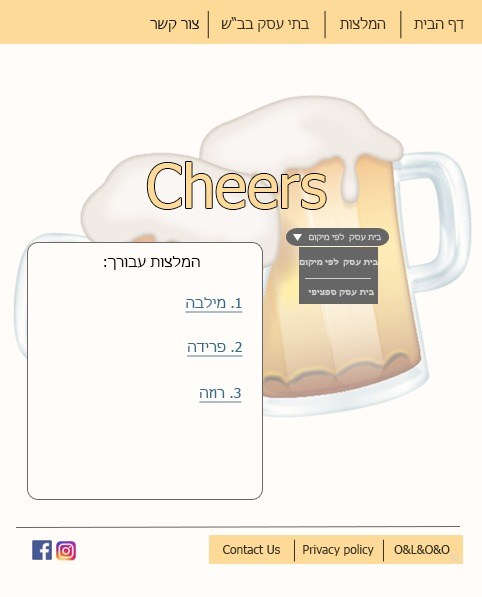 דף הבית | המלצות | בתי עסק בב"ש | צור קשר
Cheers
בית עסק לפי מיקום
בית עסק לפי מיקום
בית עסק ספציפי
המלצות עבורך:
1. מילבה
2. פרידה
3. רוזה
Contact Us | Privacy policy | O&L&O&O